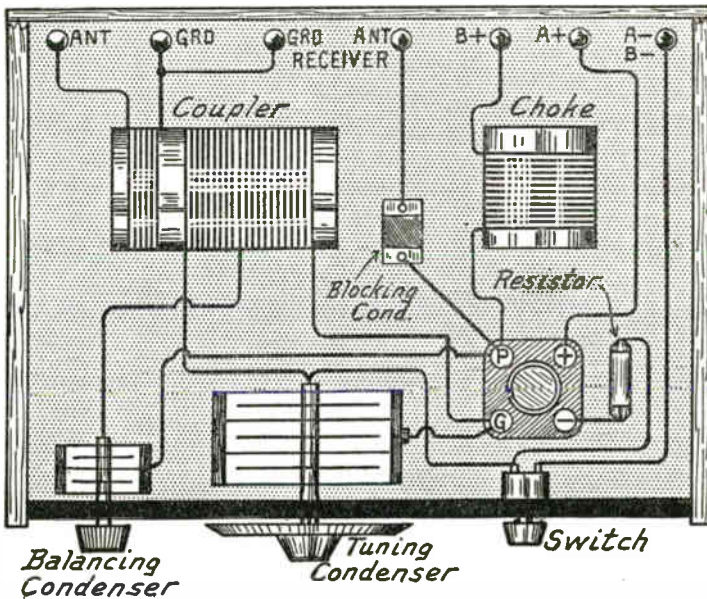 ANT GRD GRD ANT B+ A+ A-
RECEIVER B-
Coupler Choke
Blocking
Cond.
Resistor
P +
G -
Balancing
Condenser
Tuning
Condenser
Switch